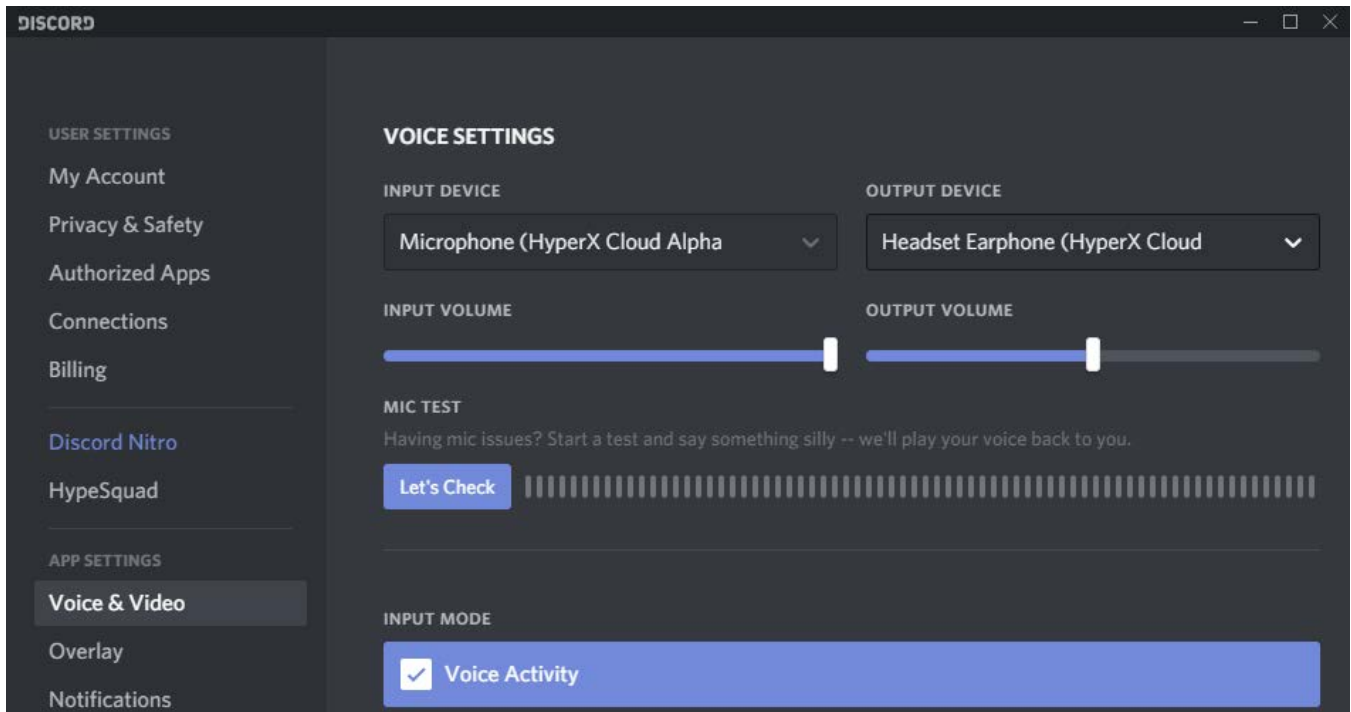 DISCORD
USER SETTINGS
My Account
Privacy & Safety
Authorized Apps
Connections
Billing
Discord Nitro
HypeSquad
APP SETTINGS
Voice & Video
Overlay
Notifications
VOICE SETTINGS
INPUT DEVICE
Microphone (HyperX Cloud Alpha
OUTPUT DEVICE
Headset Earphone (HyperX Cloud
INPUT VOLUME
OUTPUT VOLUME
MIC TEST
Having mic issues? Start a test and say something silly -- we'll play your voice back to you.
Let's Check
INPUT MODE
Voice Activity